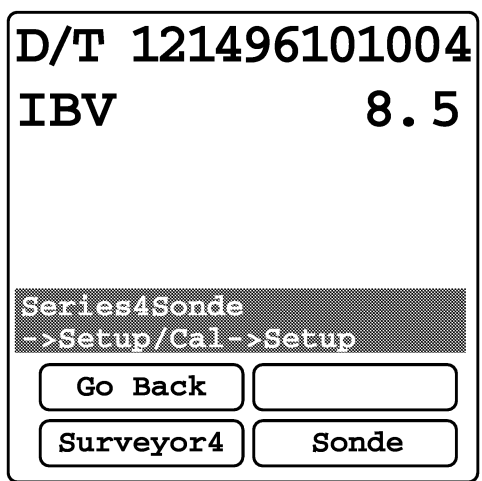 D/T 121496101004
IBV 8.5
Series4Sonde
->Setup/Cal->Setup
Go Back
Surveyor4 Sonde